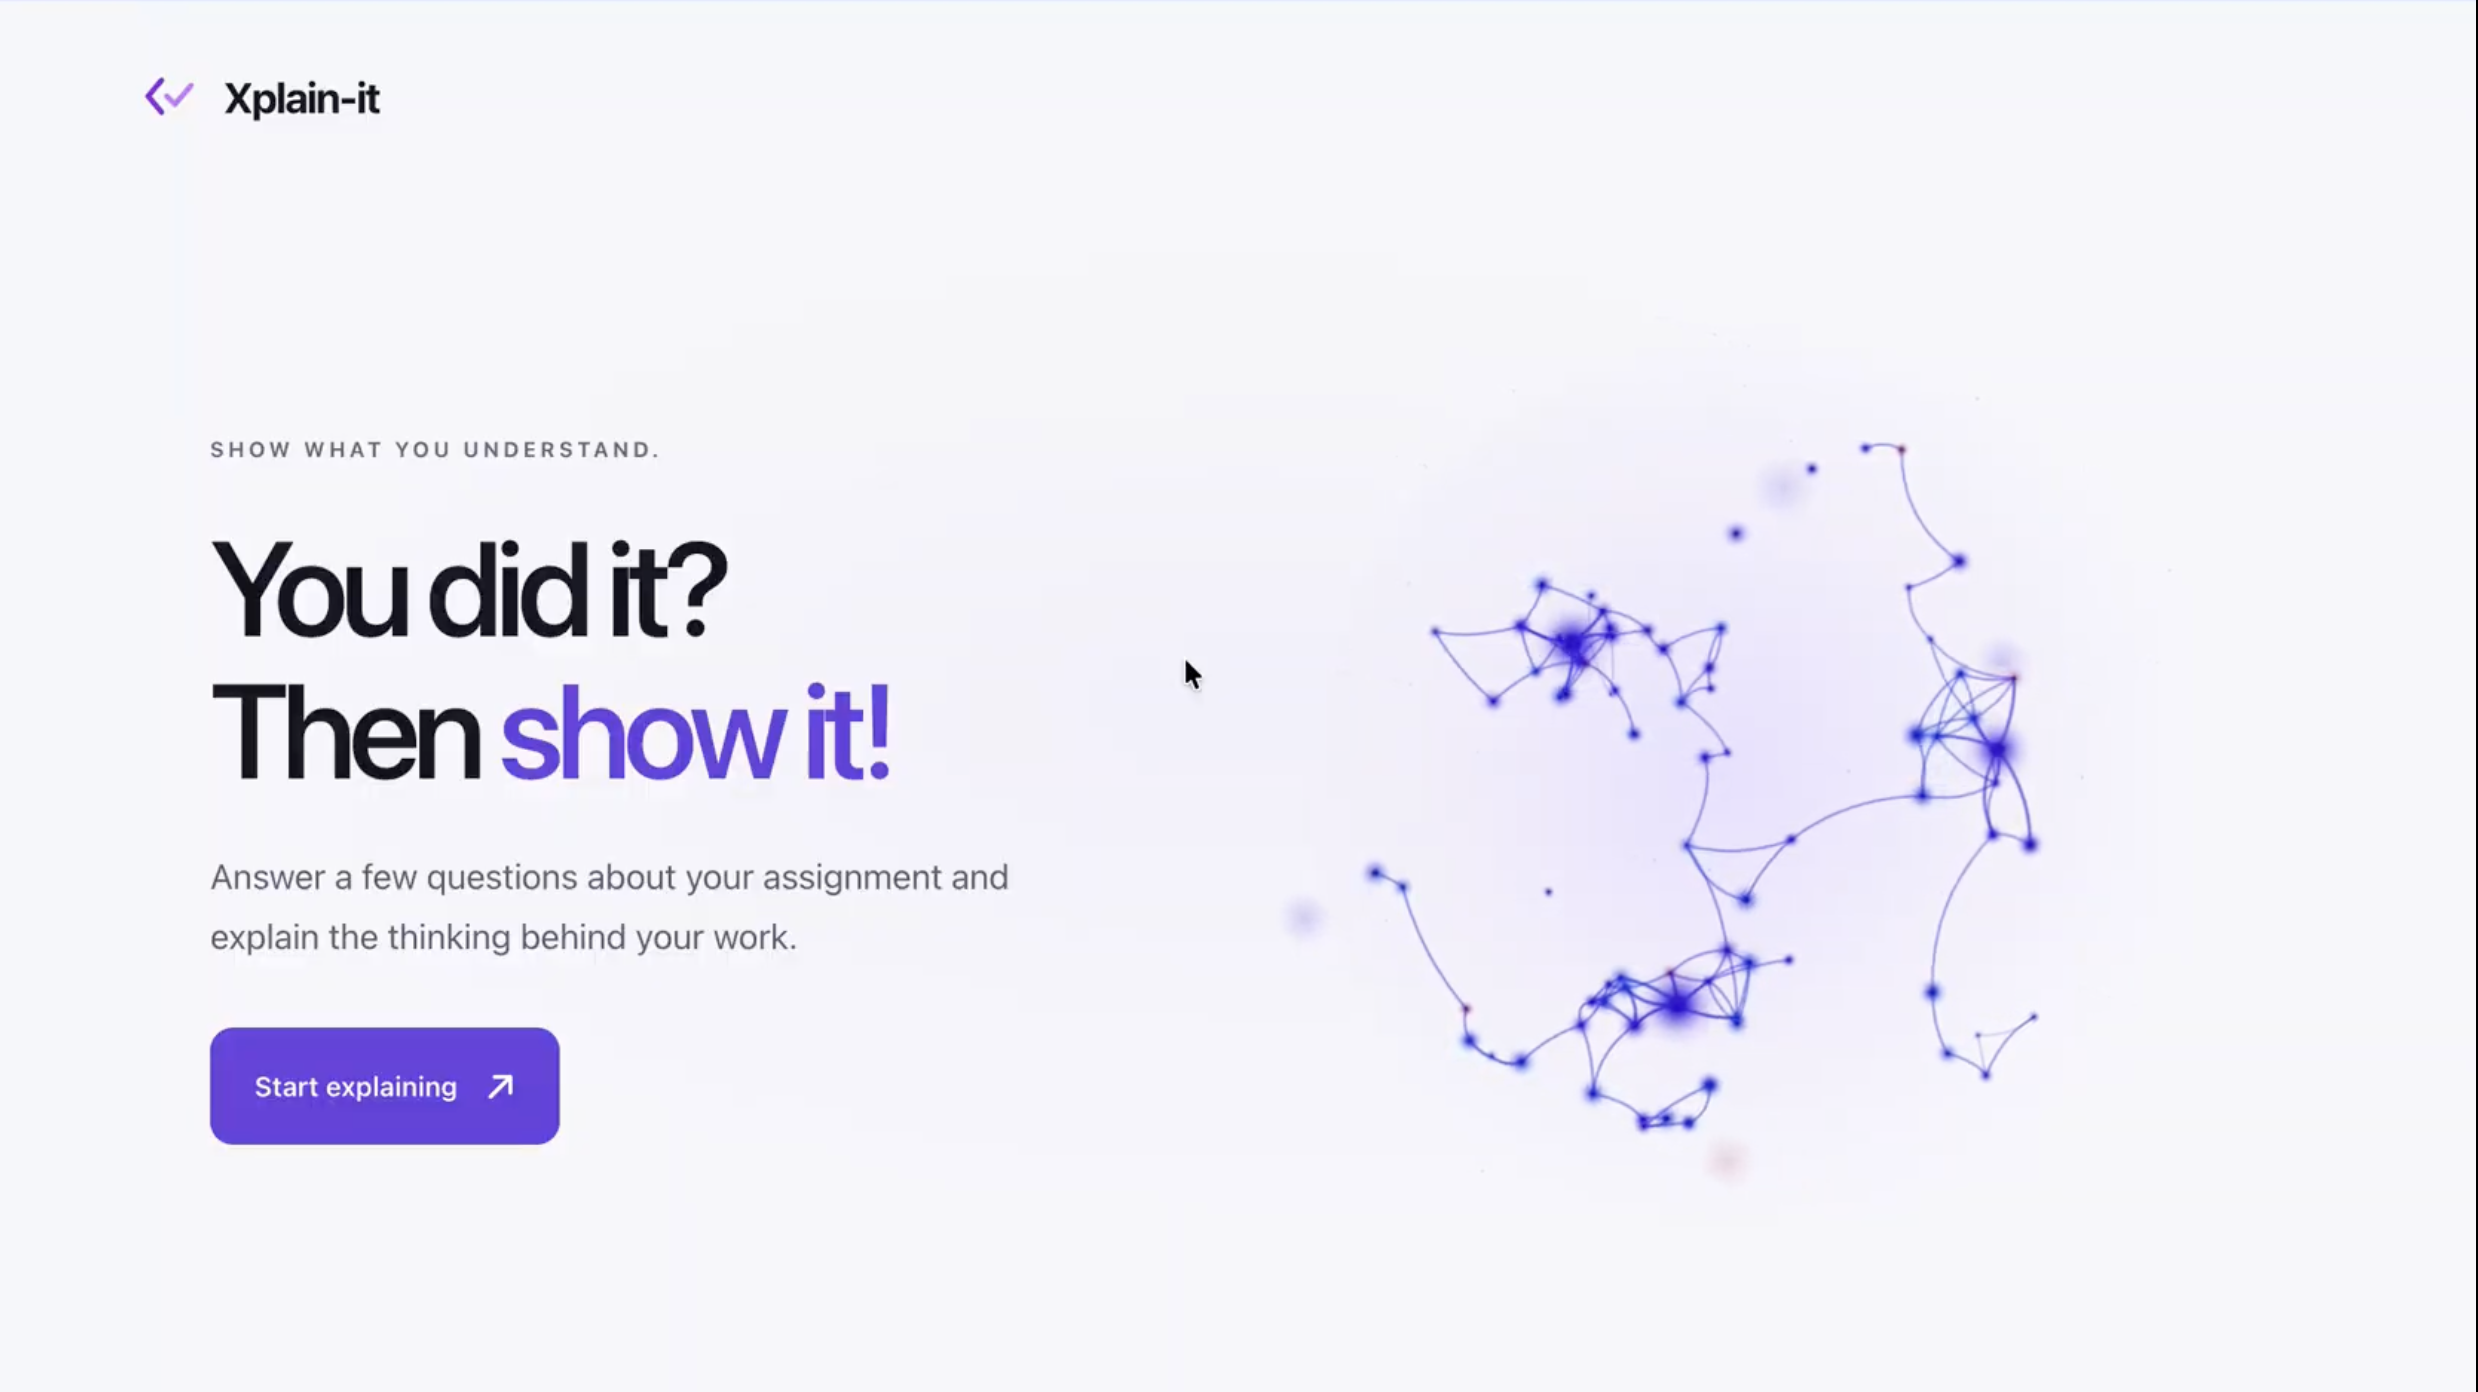 Xplain-it
SHOW WHAT YOU UNDERSTAND.
You did it?
Then show it!
Answer a few questions about your assignment and
explain the thinking behind your work.
Start explaining